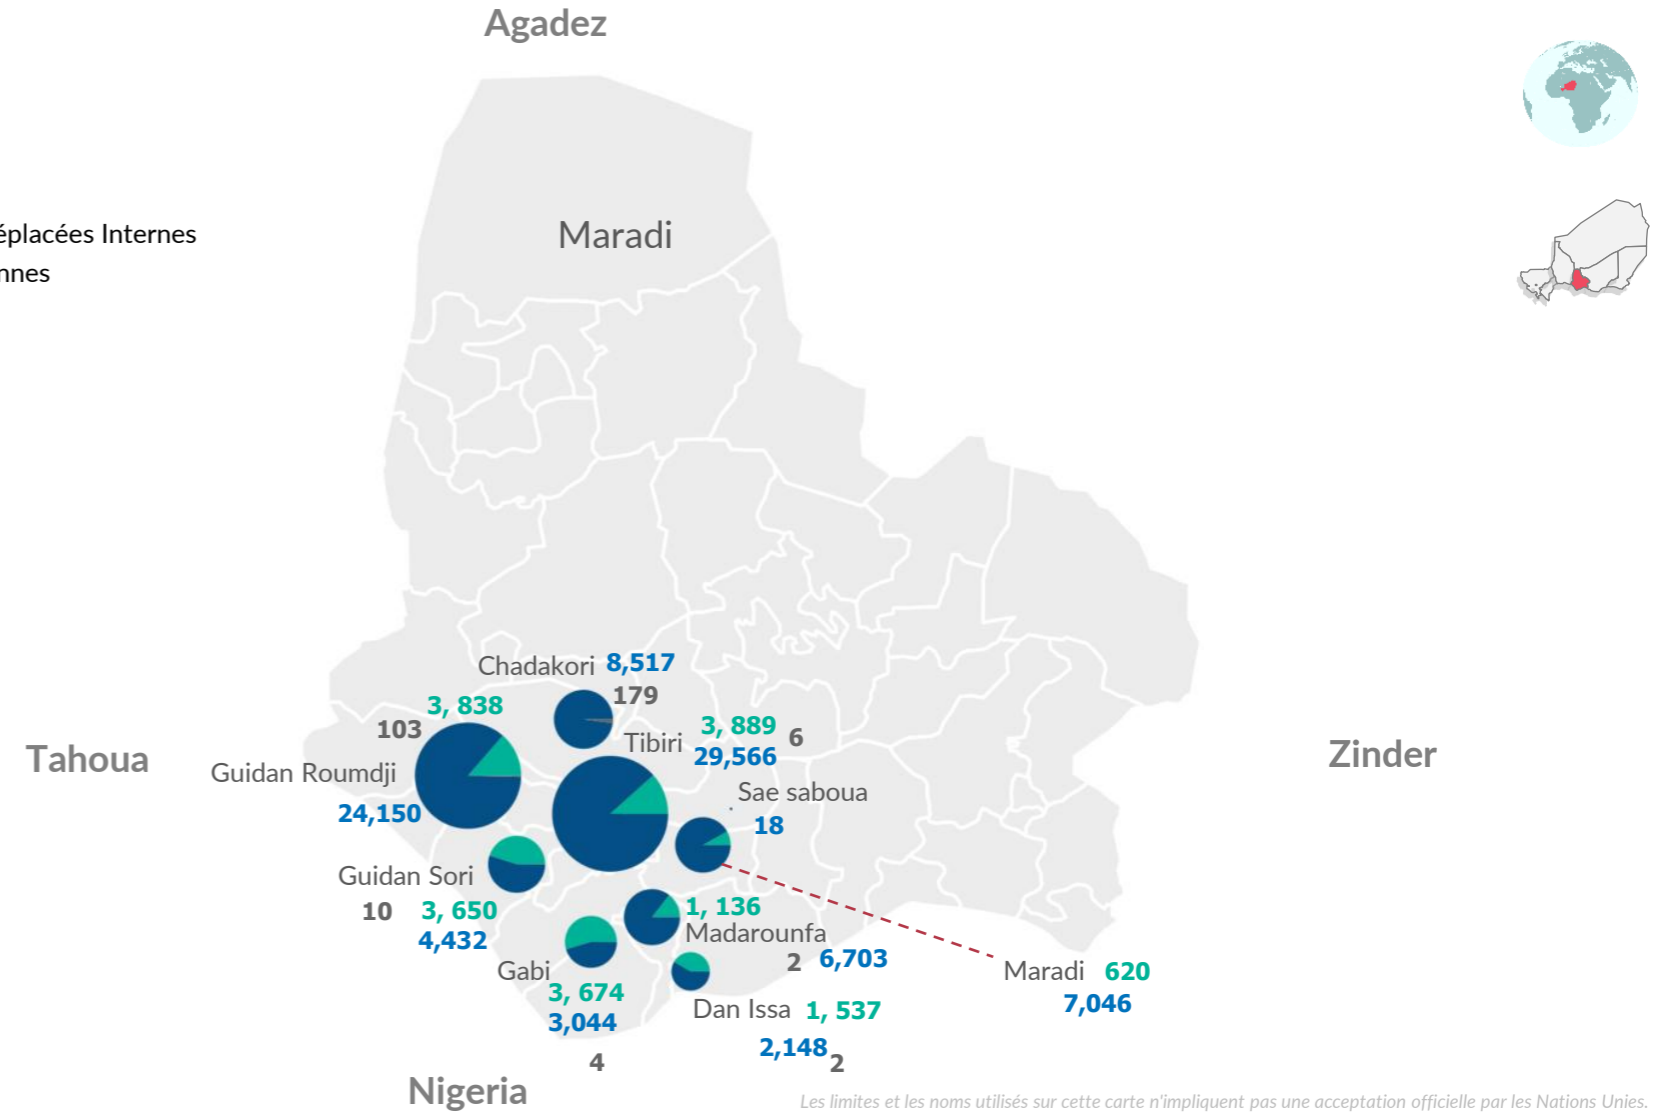 Agadez
Maradi
éplacées Internes
nnes
Chadakori 8,517
179
3, 838
103
Guidan Roumdji
24,150
Tibiri
3, 889
6
29,566
Sae saboua
18
Tahoua
Zinder
Guidan Sori
10
3, 650
4,432
1, 136
Madarounfa
2
6,703
Gabi
3, 674
3,044
4
Dan Issa 1, 537
2,148
2
Maradi 620
7,046
Nigeria
Les limites et les noms utilisés sur cette carte n'impliquent pas une acceptation officielle par les Nations Unies.